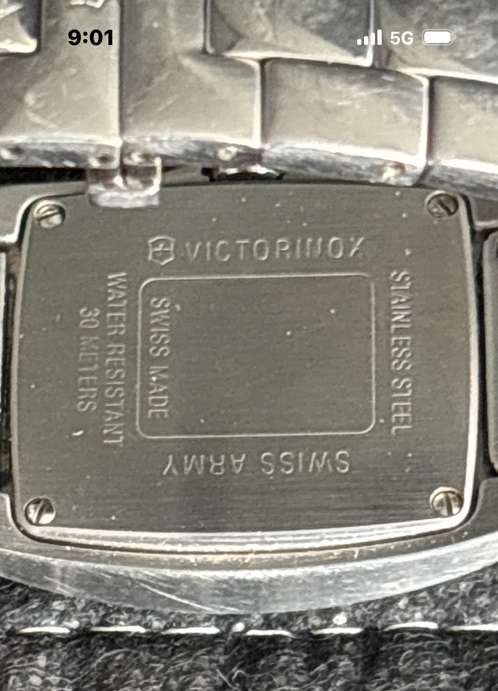 9:01
5G
VICTORINOX
STAINLESS STEEL
SWISS ARMY
WATER RESISTANT
30 METERS
SWISS MADE